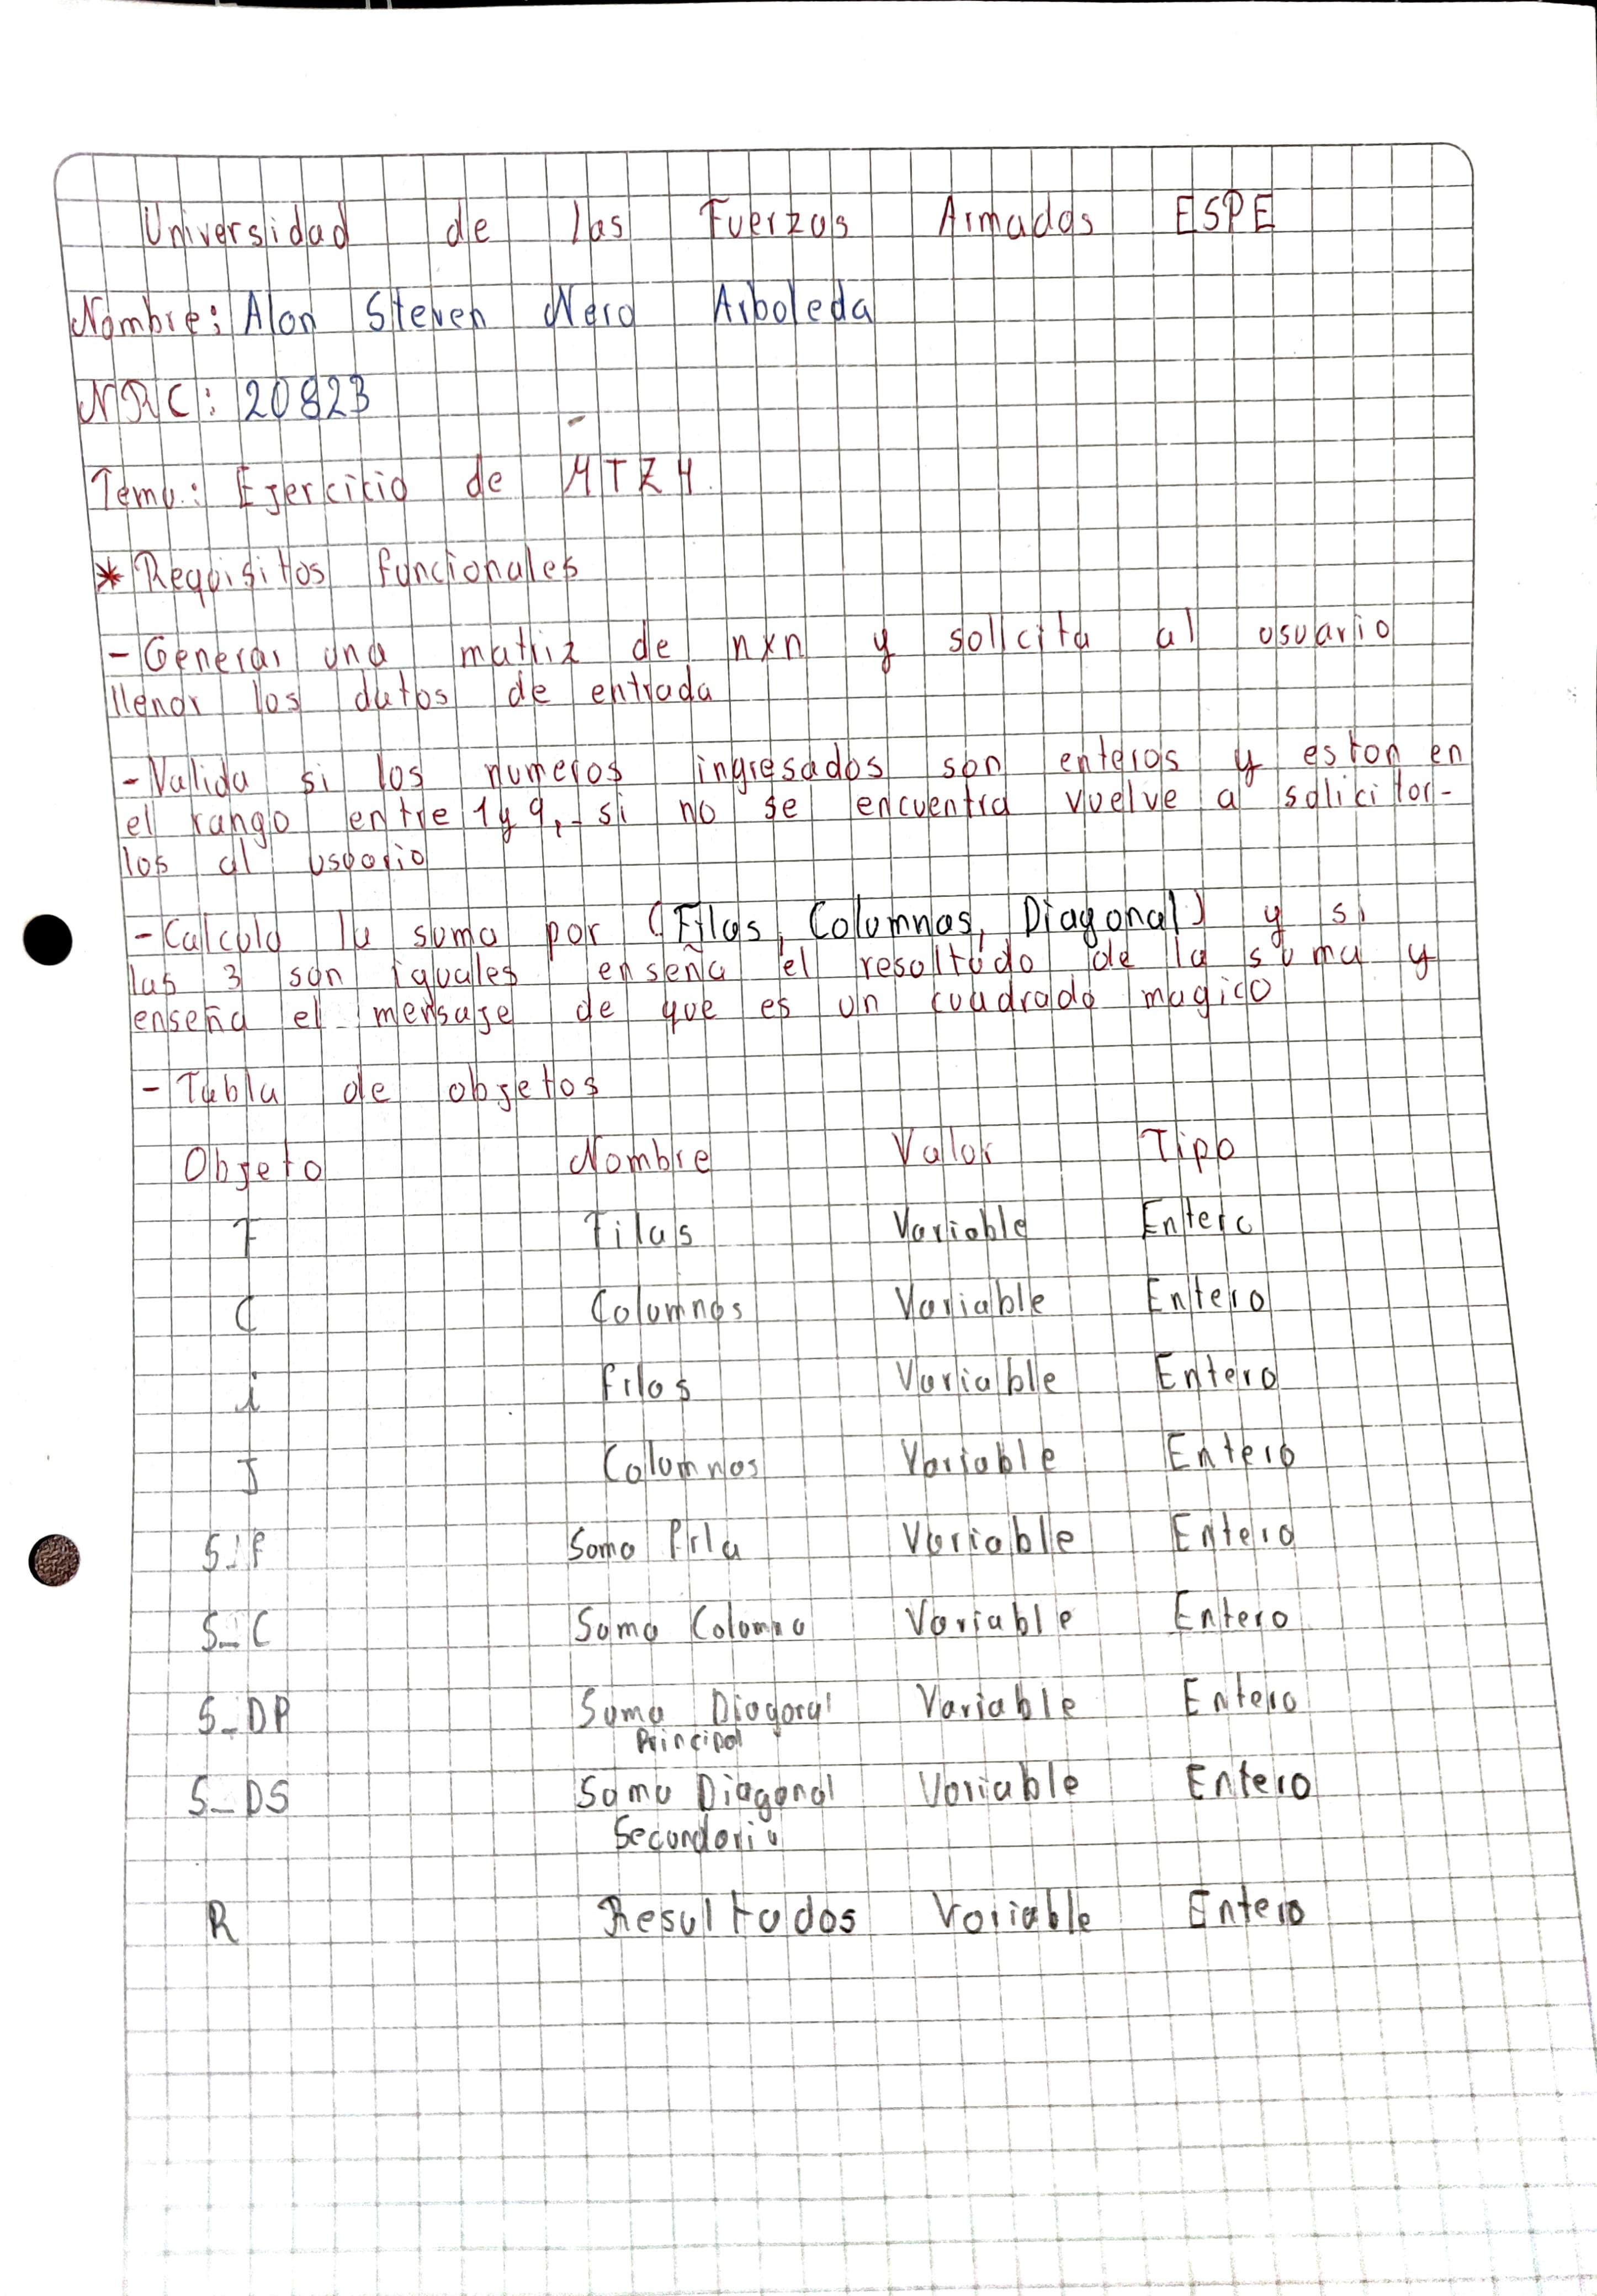 Universidad de las Fuerzas Armadas ESPE
Nombre: Alan Steven Nero Arboleda
NRC: 20823
Tema: Ejercicio de MTZ4
* Requisitos funcionales
- Generar una matriz de nxn y solicita al usuario
llenar los datos de entrada
- Valida si los numeros ingresados son enteros y estan en
el rango entre 1 y 9, si no se encuentra vuelve a solicitar-
los al usuario
- Calcula la suma por (Filas, Columnas, Diagonal) y si
las 3 son iguales enseña el resultado de la suma y
enseña el mensaje de que es un cuadrado magico
- Tabla de objetos
Objeto Nombre Valor Tipo
F Filas Variable Entero
C Columnas Variable Entero
i filas Variable Entero
J Columnas Variable Entero
S_F Suma Fila Variable Entero
S_C Suma Columna Variable Entero
S_DP Suma Diagonal Variable Entero
Principal
S_DS Suma Diagonal Variable Entero
Secundaria
R Resultados Variable Entero